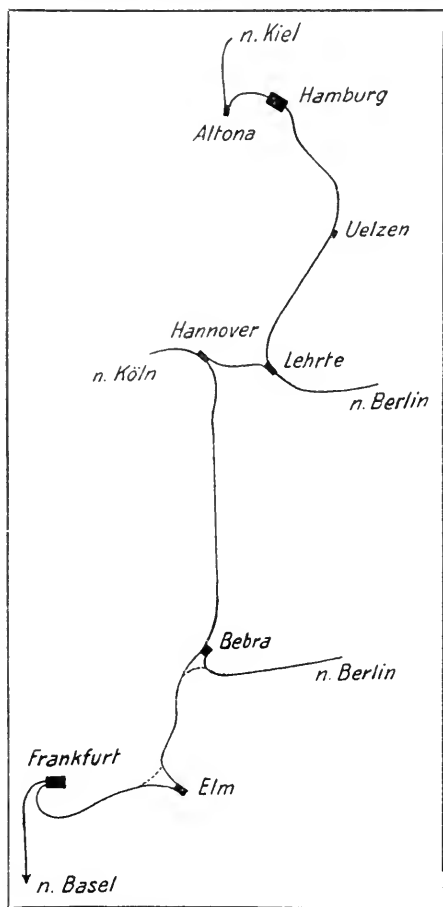 n. Kiel
Hamburg
Altona
Uelzen
Hannover
Lehrte
n. Köln
n. Berlin
Bebra
n. Berlin
Frankfurt
Elm
n. Basel